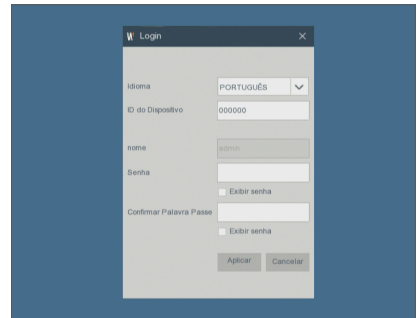 W Login
Idioma PORTUGUÊS
ID do Dispositivo 000000
nome admin
Senha
Exibir senha
Confirmar Palavra Passe
Exibir senha
Aplicar Cancelar